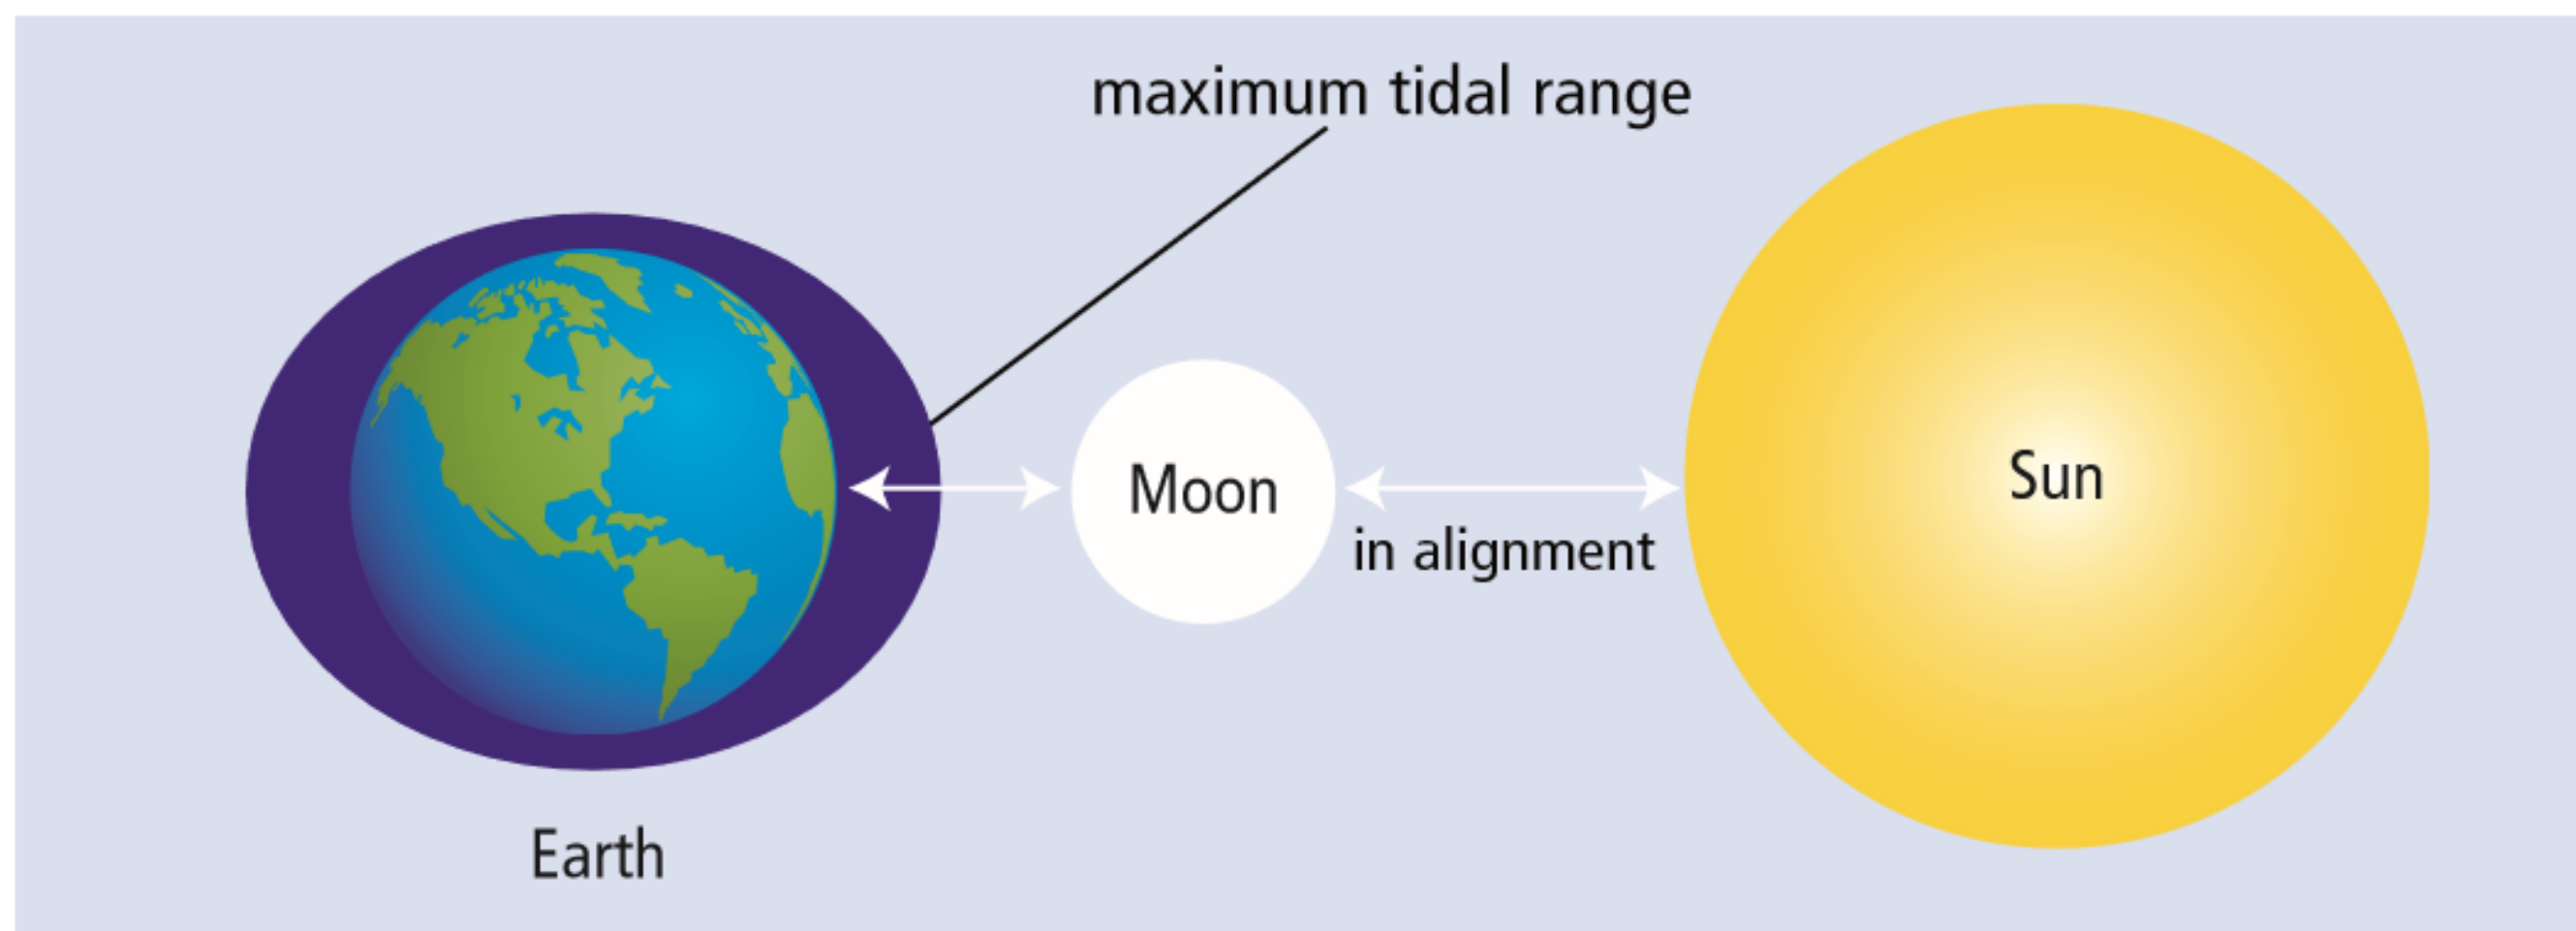 maximum tidal range
Moon
Sun
in alignment
Earth